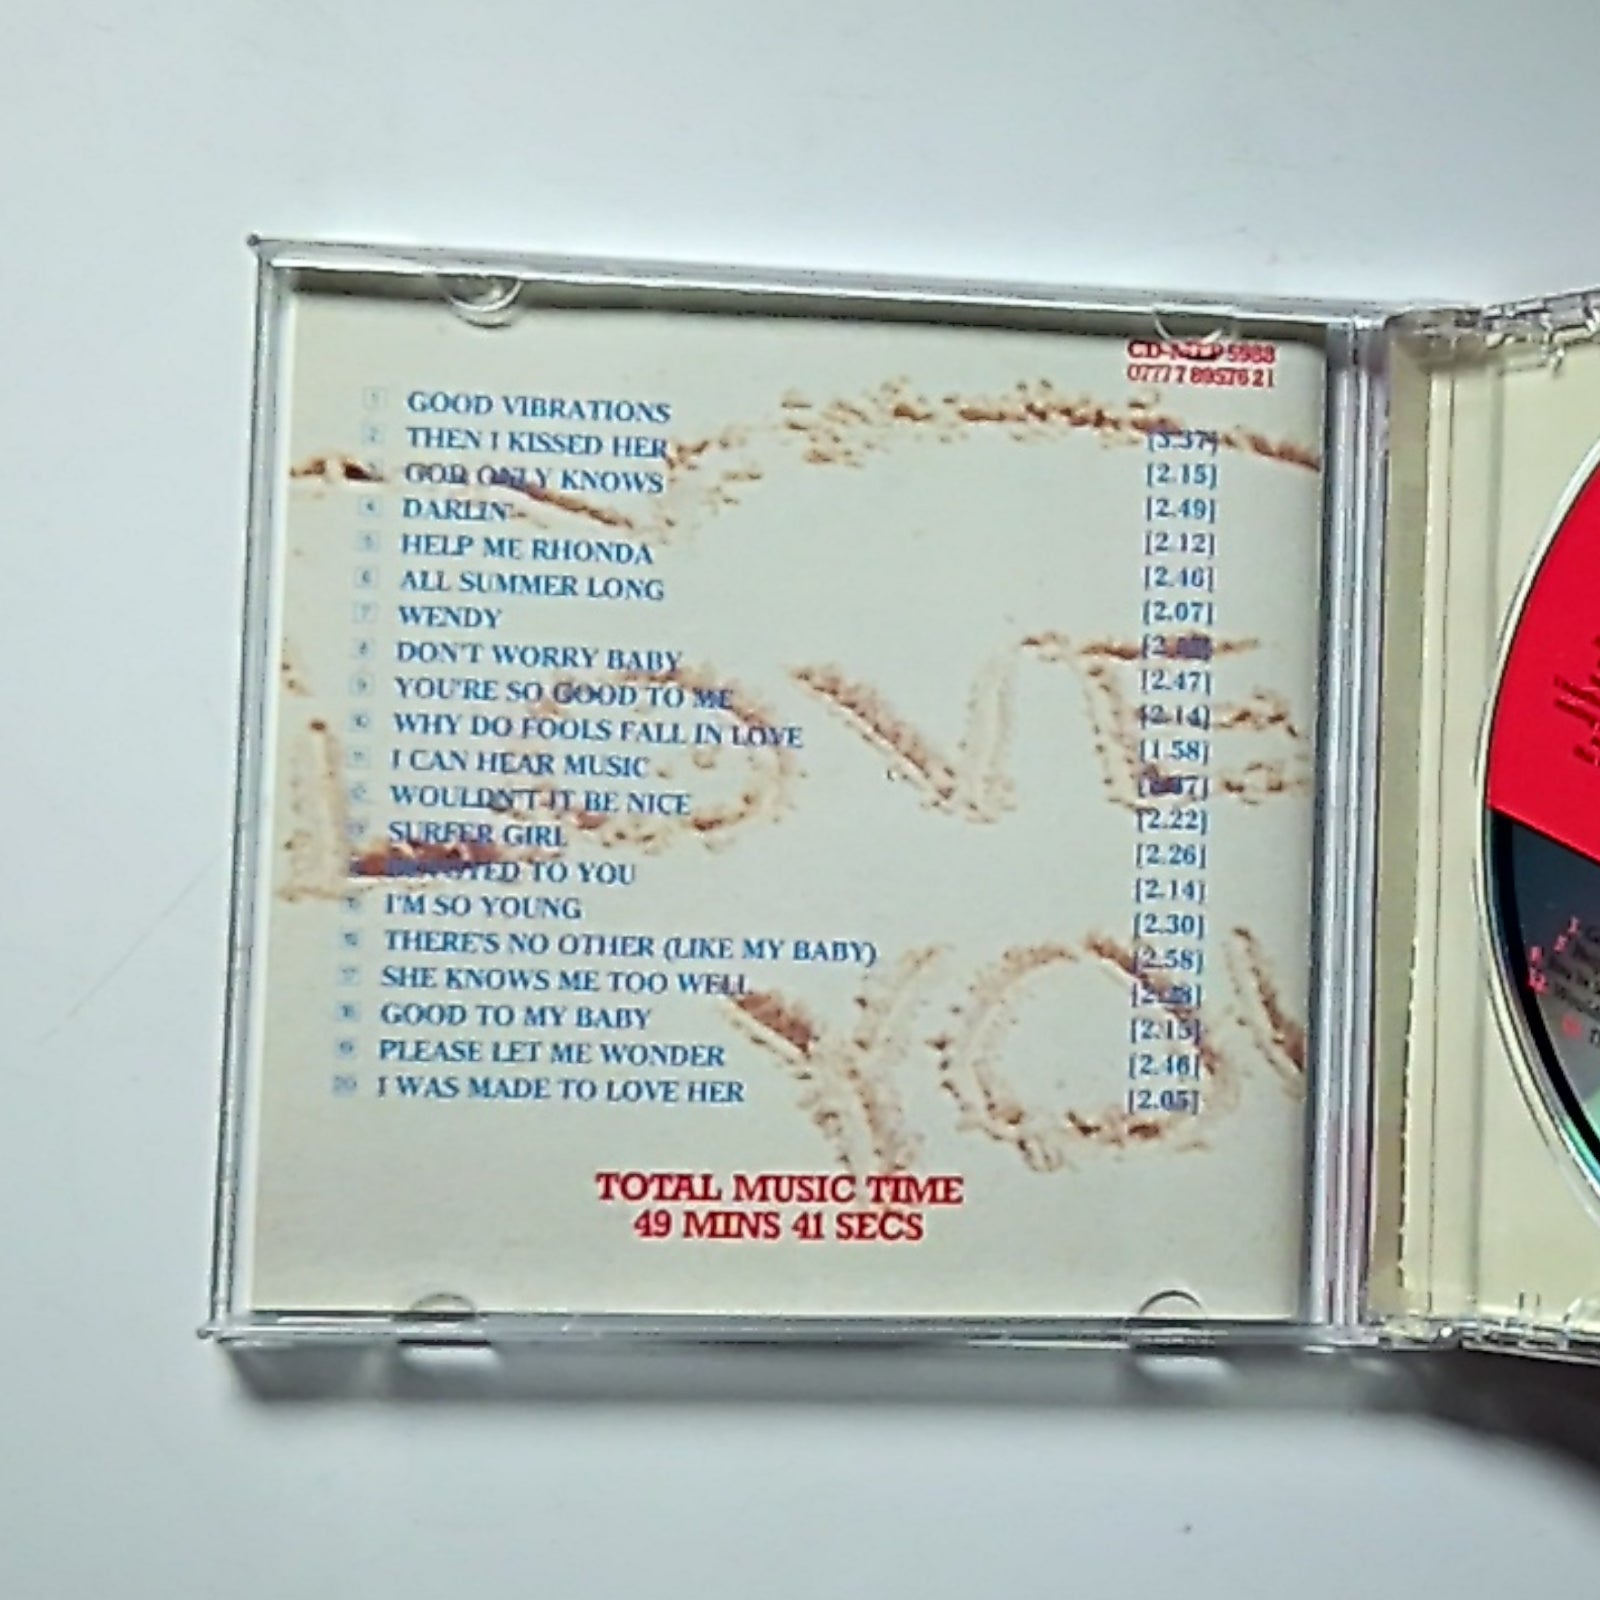 CD-MFP 5988
0777 7 89576 2 1
1 GOOD VIBRATIONS [3.37]
2 THEN I KISSED HER [2.15]
3 GOD ONLY KNOWS [2.49]
4 DARLIN' [2.12]
5 HELP ME RHONDA [2.46]
6 ALL SUMMER LONG [2.07]
7 WENDY
8 DON'T WORRY BABY [2.47]
9 YOU'RE SO GOOD TO ME [2.14]
10 WHY DO FOOLS FALL IN LOVE [1.58]
11 I CAN HEAR MUSIC
12 WOULDN'T IT BE NICE [2.22]
13 SURFER GIRL [2.26]
14 DEVOTED TO YOU [2.14]
15 I'M SO YOUNG [2.30]
16 THERE'S NO OTHER (LIKE MY BABY) [2.58]
17 SHE KNOWS ME TOO WELL
18 GOOD TO MY BABY [2.15]
19 PLEASE LET ME WONDER [2.46]
20 I WAS MADE TO LOVE HER [2.05]
LOVE
YOU
TOTAL MUSIC TIME
49 MINS 41 SECS